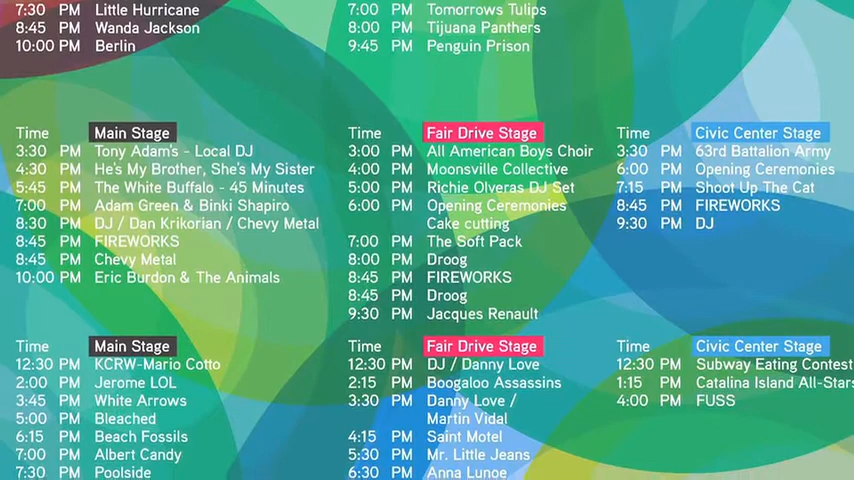 7:30 PM Little Hurricane
8:45 PM Wanda Jackson
10:00 PM Berlin
7:00 PM Tomorrows Tulips
8:00 PM Tijuana Panthers
9:45 PM Penguin Prison
Time Main Stage
3:30 PM Tony Adam's - Local DJ
4:30 PM He's My Brother, She's My Sister
5:45 PM The White Buffalo - 45 Minutes
7:00 PM Adam Green & Binki Shapiro
8:30 PM DJ / Dan Krikorian / Chevy Metal
8:45 PM FIREWORKS
8:45 PM Chevy Metal
10:00 PM Eric Burdon & The Animals
Time Fair Drive Stage
3:00 PM All American Boys Choir
4:00 PM Moonsville Collective
5:00 PM Richie Olveras DJ Set
6:00 PM Opening Ceremonies
Cake cutting
7:00 PM The Soft Pack
8:00 PM Droog
8:45 PM FIREWORKS
8:45 PM Droog
9:30 PM Jacques Renault
Time Civic Center Stage
3:30 PM 63rd Battalion Army
6:00 PM Opening Ceremonies
7:15 PM Shoot Up The Cat
8:45 PM FIREWORKS
9:30 PM DJ
Time Main Stage
12:30 PM KCRW-Mario Cotto
2:00 PM Jerome LOL
3:45 PM White Arrows
5:00 PM Bleached
6:15 PM Beach Fossils
7:00 PM Albert Candy
7:30 PM Poolside
Time Fair Drive Stage
12:30 PM DJ / Danny Love
2:15 PM Boogaloo Assassins
3:30 PM Danny Love /
Martin Vidal
4:15 PM Saint Motel
5:30 PM Mr. Little Jeans
6:30 PM Anna Lunoe
Time Civic Center Stage
12:30 PM Subway Eating Contest
1:15 PM Catalina Island All-Stars
4:00 PM FUSS